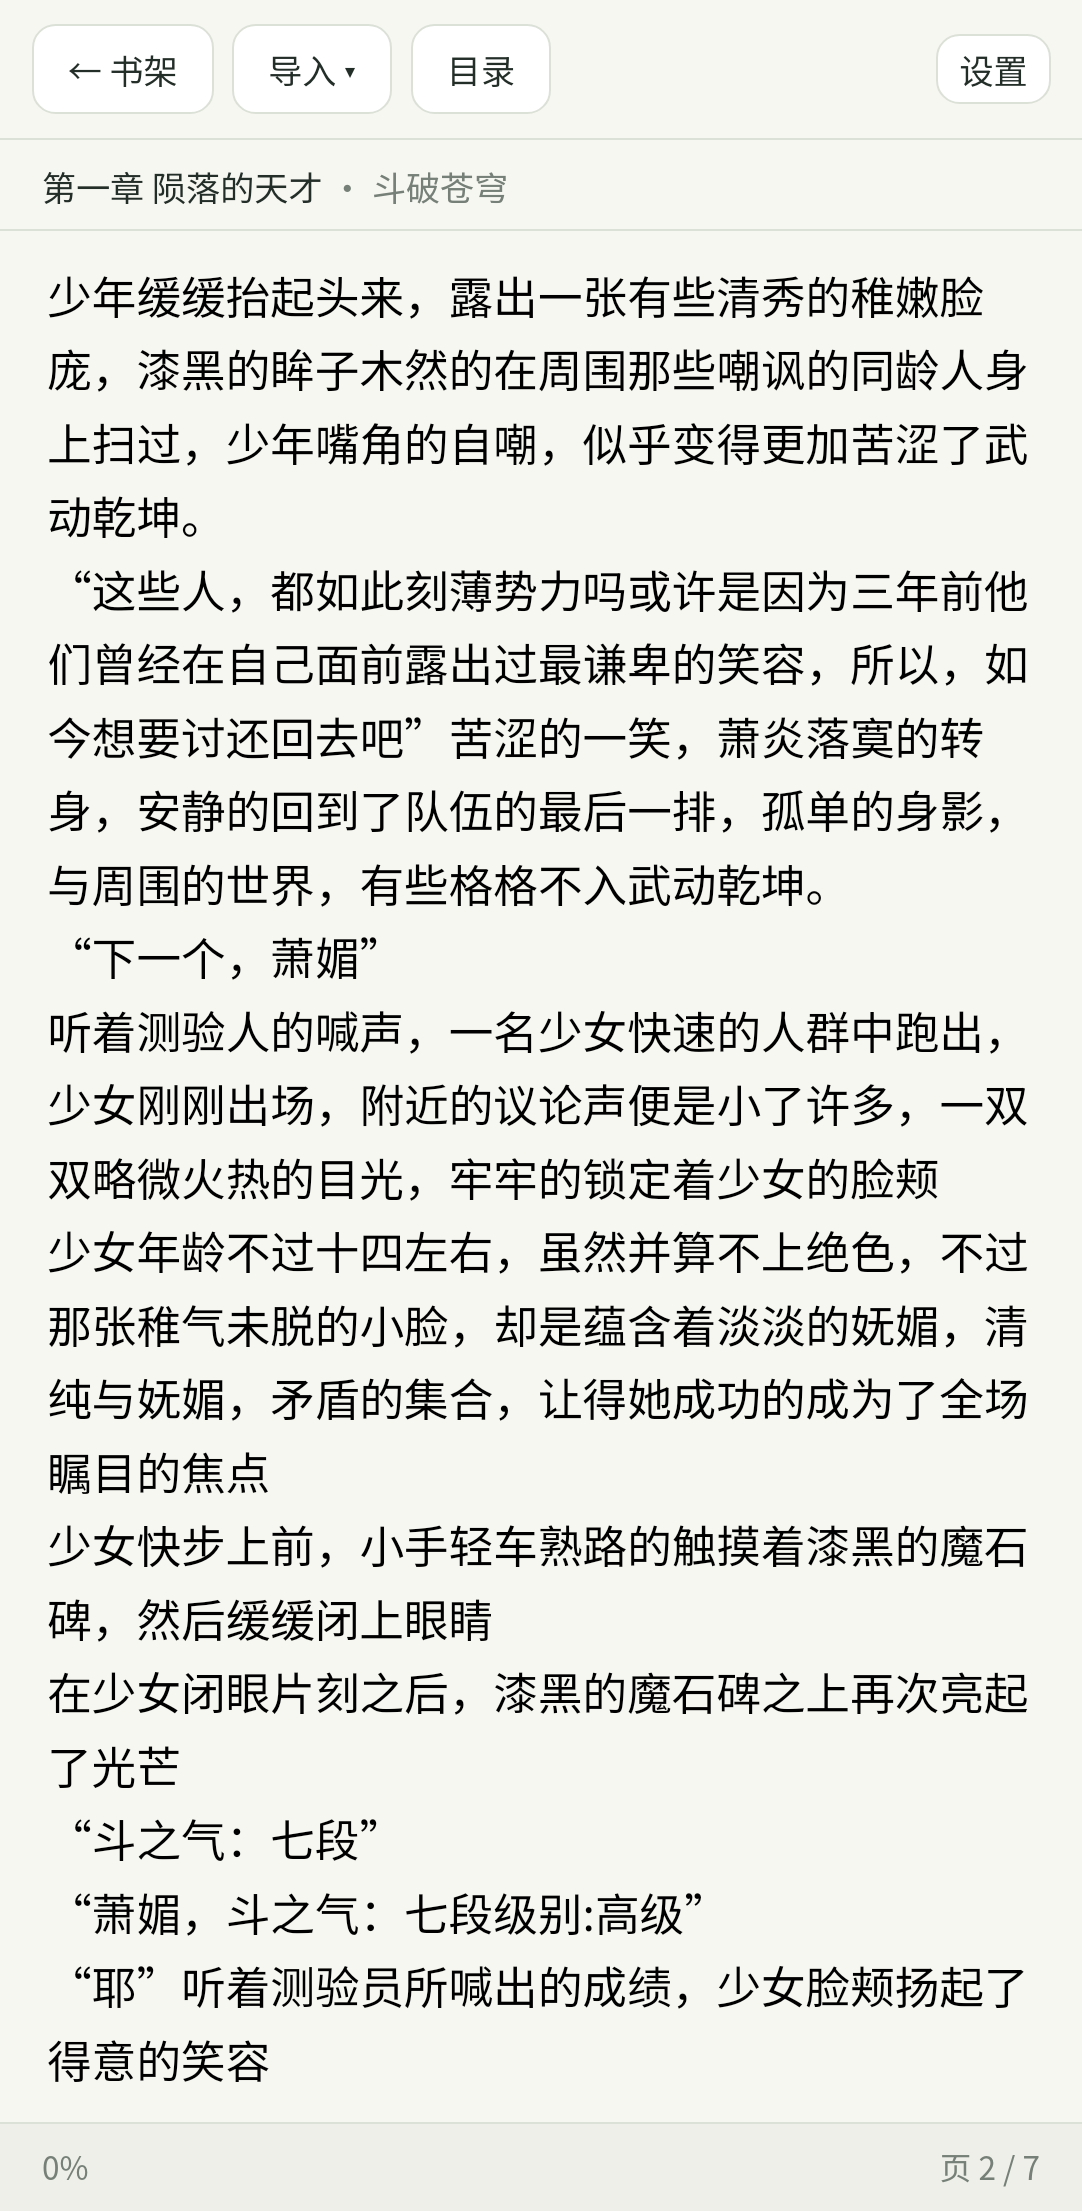 ← 书架
导入 ▾
目录
设置
第一章 陨落的天才 · 斗破苍穹
少年缓缓抬起头来，露出一张有些清秀的稚嫩脸
庞，漆黑的眸子木然的在周围那些嘲讽的同龄人身
上扫过，少年嘴角的自嘲，似乎变得更加苦涩了武
动乾坤。
“这些人，都如此刻薄势力吗或许是因为三年前他
们曾经在自己面前露出过最谦卑的笑容，所以，如
今想要讨还回去吧”苦涩的一笑，萧炎落寞的转
身，安静的回到了队伍的最后一排，孤单的身影，
与周围的世界，有些格格不入武动乾坤。
“下一个，萧媚”
听着测验人的喊声，一名少女快速的人群中跑出，
少女刚刚出场，附近的议论声便是小了许多，一双
双略微火热的目光，牢牢的锁定着少女的脸颊
少女年龄不过十四左右，虽然并算不上绝色，不过
那张稚气未脱的小脸，却是蕴含着淡淡的妩媚，清
纯与妩媚，矛盾的集合，让得她成功的成为了全场
瞩目的焦点
少女快步上前，小手轻车熟路的触摸着漆黑的魔石
碑，然后缓缓闭上眼睛
在少女闭眼片刻之后，漆黑的魔石碑之上再次亮起
了光芒
“斗之气：七段”
“萧媚，斗之气：七段级别:高级”
“耶”听着测验员所喊出的成绩，少女脸颊扬起了
得意的笑容
0%
页 2 / 7